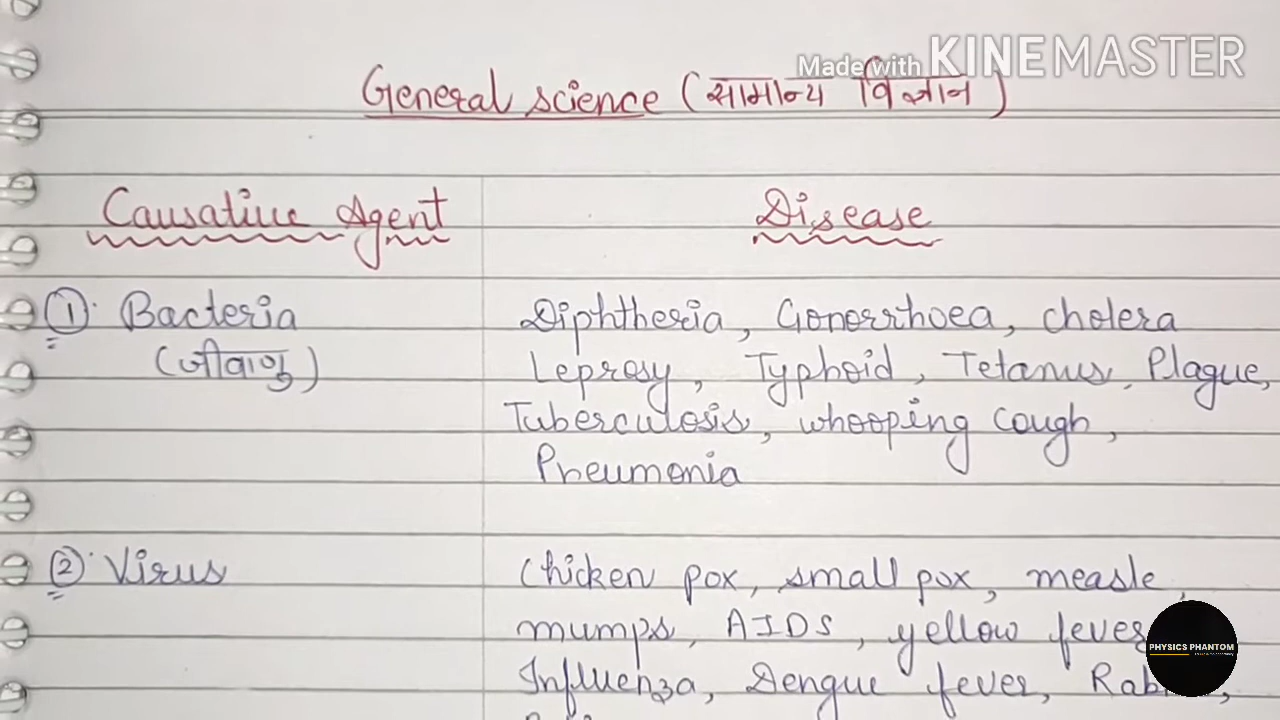 Made with KINEMASTER
General science (सामान्य विज्ञान)
Causative Agent Disease
1 Bacteria Diphtheria, Gonorrhoea, cholera
(जीवाणु) Leprosy, Typhoid, Tetanus, Plague,
Tuberculosis, whooping cough,
Pneumonia
2 Virus Chicken pox, small pox, measle,
mumps, AIDS, yellow fever
PHYSICS PHANTOM
Influenza, Dengue fever,